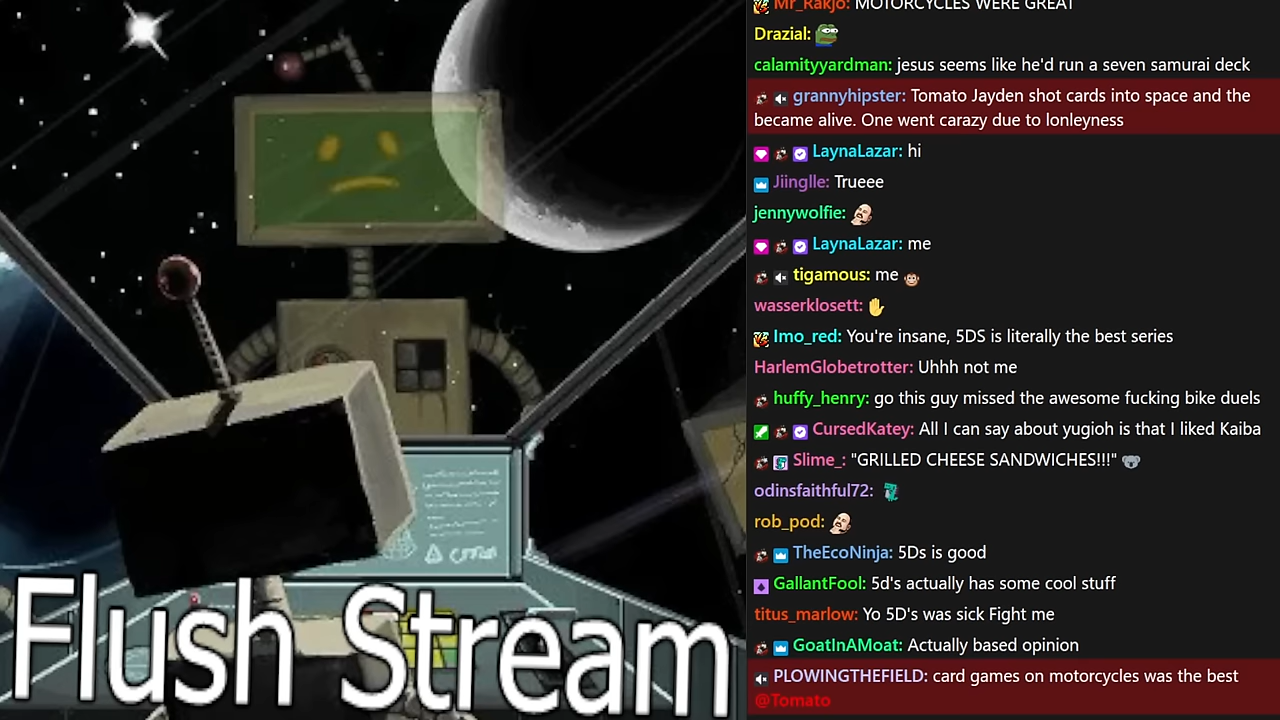 Mr_Rakjo: MOTORCYCLES WERE GREAT
Drazial:
calamityyardman: jesus seems like he'd run a seven samurai deck
grannyhipster: Tomato Jayden shot cards into space and the
became alive. One went carazy due to lonleyness
LaynaLazar: hi
Jiinglle: Trueee
jennywolfie:
LaynaLazar: me
tigamous: me
wasserklosett:
Imo_red: You're insane, 5DS is literally the best series
HarlemGlobetrotter: Uhhh not me
huffy_henry: go this guy missed the awesome fucking bike duels
CursedKatey: All I can say about yugioh is that I liked Kaiba
Slime_: "GRILLED CHEESE SANDWICHES!!!"
odinsfaithful72:
rob_pod:
TheEcoNinja: 5Ds is good
GallantFool: 5d's actually has some cool stuff
titus_marlow: Yo 5D's was sick Fight me
GoatInAMoat: Actually based opinion
PLOWINGTHEFIELD: card games on motorcycles was the best
@Tomato
Flush Stream